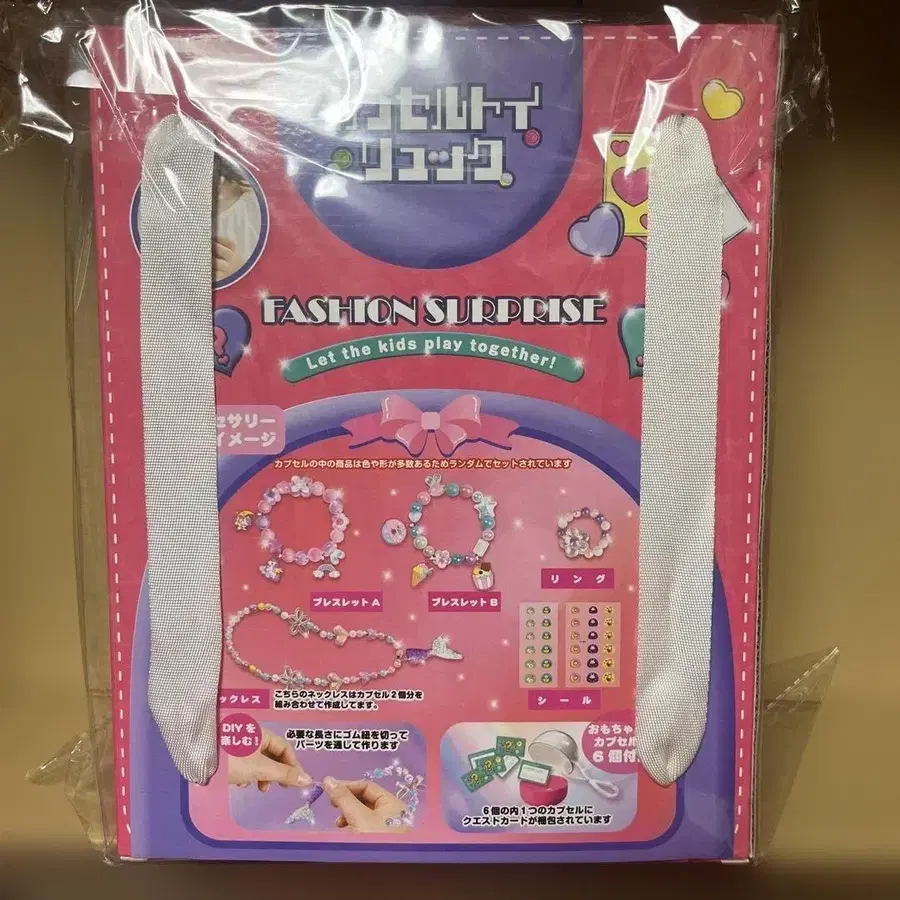 カプセルトイ
リュック
FASHION SURPRISE
Let the kids play together!
セサリー
イメージ
カプセルの中の商品は色や形が多数あるためランダムでセットされています
ブレスレットA
ブレスレットB
リング
ックレス
こちらのネックレスはカプセル2個分を
組み合わせて作成してます。
シール
DIYを
楽しむ!
必要な長さにゴム紐を切って
パーツを通して作ります
おもちゃ
カプセル
6個付
6個の内1つのカプセルに
クエストカードが梱包されています